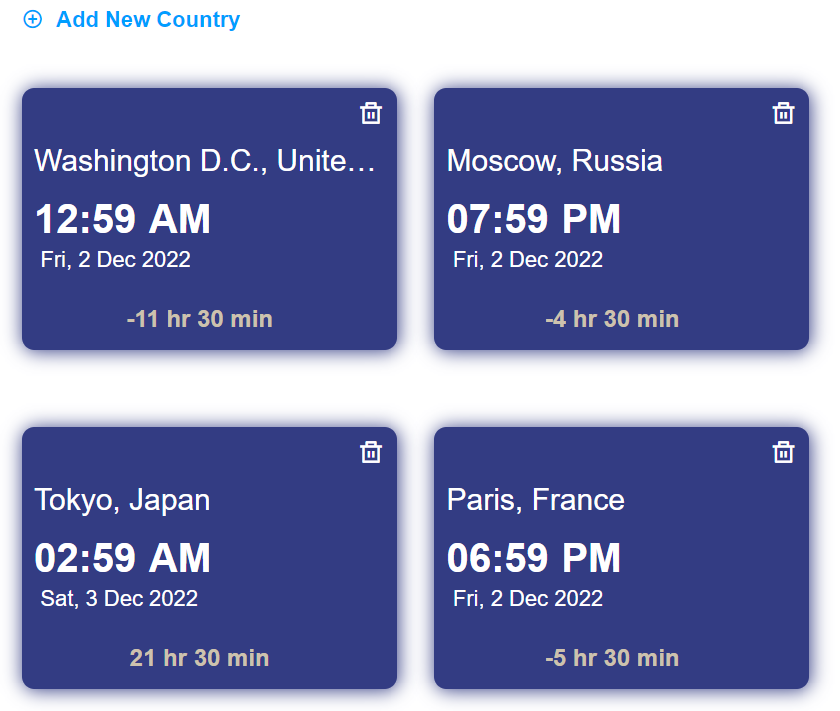 Add New Country
Washington D.C., Unite...
12:59 AM
Fri, 2 Dec 2022
-11 hr 30 min
Moscow, Russia
07:59 PM
Fri, 2 Dec 2022
-4 hr 30 min
Tokyo, Japan
02:59 AM
Sat, 3 Dec 2022
21 hr 30 min
Paris, France
06:59 PM
Fri, 2 Dec 2022
-5 hr 30 min